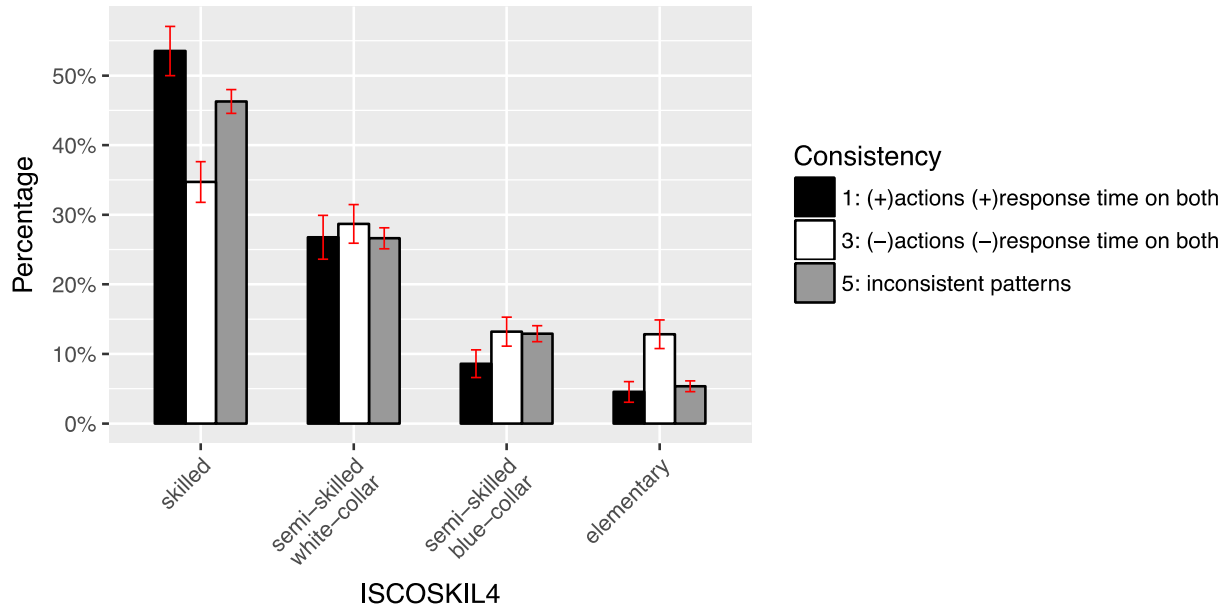 Percentage
50%
40%
30%
20%
10%
0%
skilled
semi−skilled
white−collar
semi−skilled
blue−collar
elementary
ISCOSKIL4
Consistency
1: (+)actions (+)response time on both
3: (−)actions (−)response time on both
5: inconsistent patterns